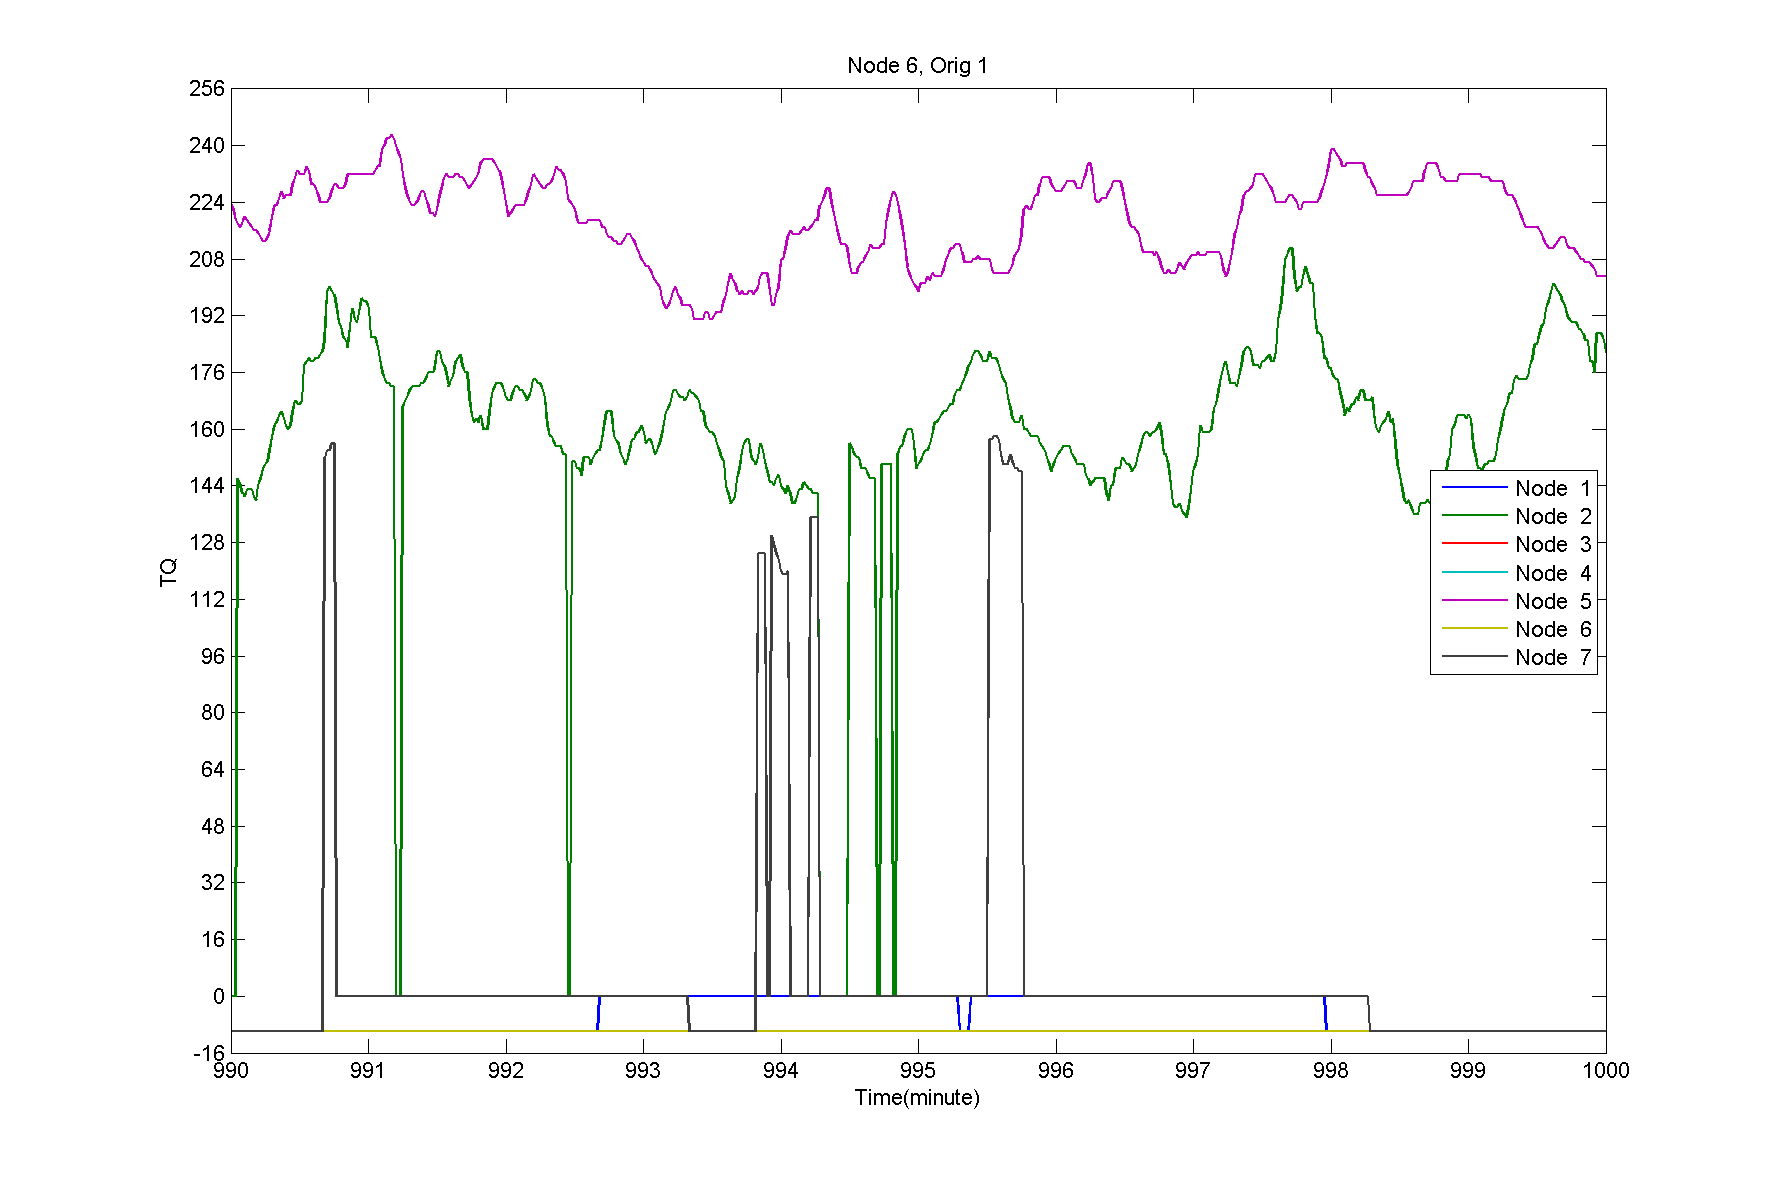 Node 6, Orig 1
256
240
224
208
192
176
160
144
128
112
96
80
64
48
32
16
0
-16
TQ
990 991 992 993 994 995 996 997 998 999 1000
Time(minute)
Node 1
Node 2
Node 3
Node 4
Node 5
Node 6
Node 7